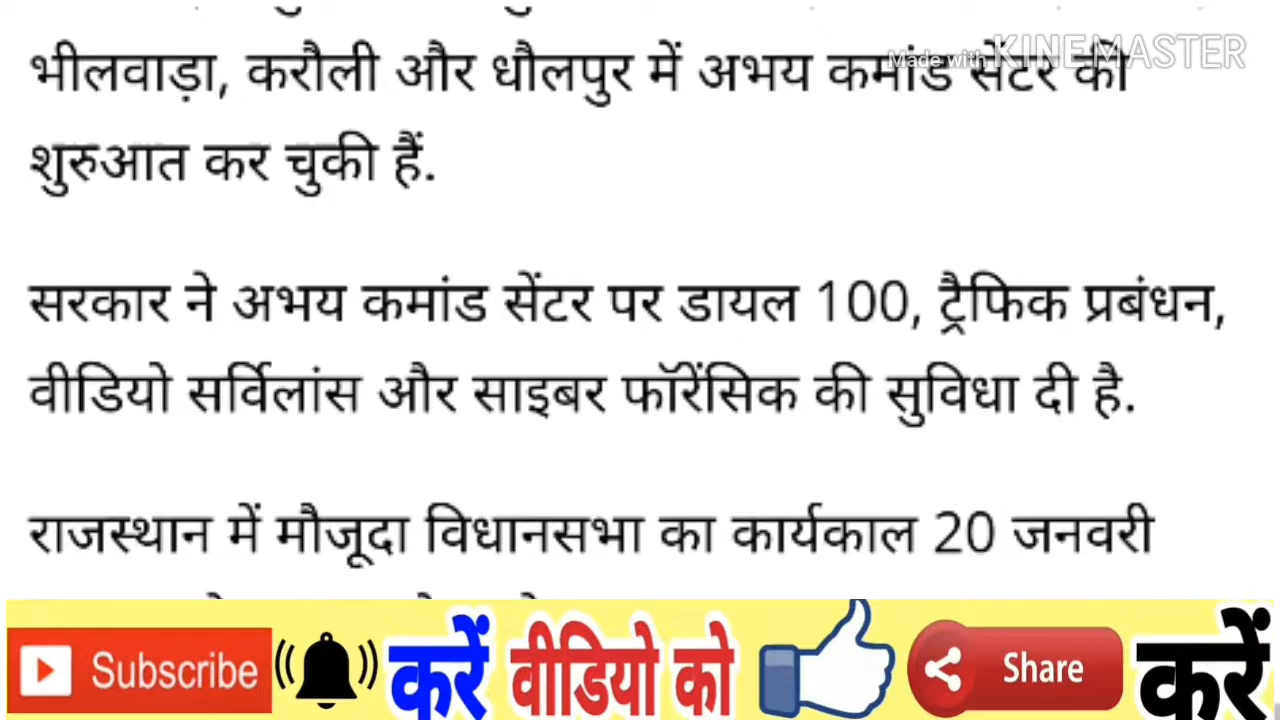 भीलवाड़ा, करौली और धौलपुर में अभय कमांड सेंटर की
Made with KINEMASTER
शुरुआत कर चुकी हैं.
सरकार ने अभय कमांड सेंटर पर डायल 100, ट्रैफिक प्रबंधन,
वीडियो सर्विलांस और साइबर फॉरेंसिक की सुविधा दी है.
राजस्थान में मौजूदा विधानसभा का कार्यकाल 20 जनवरी
Subscribe करें वीडियो को Share करें